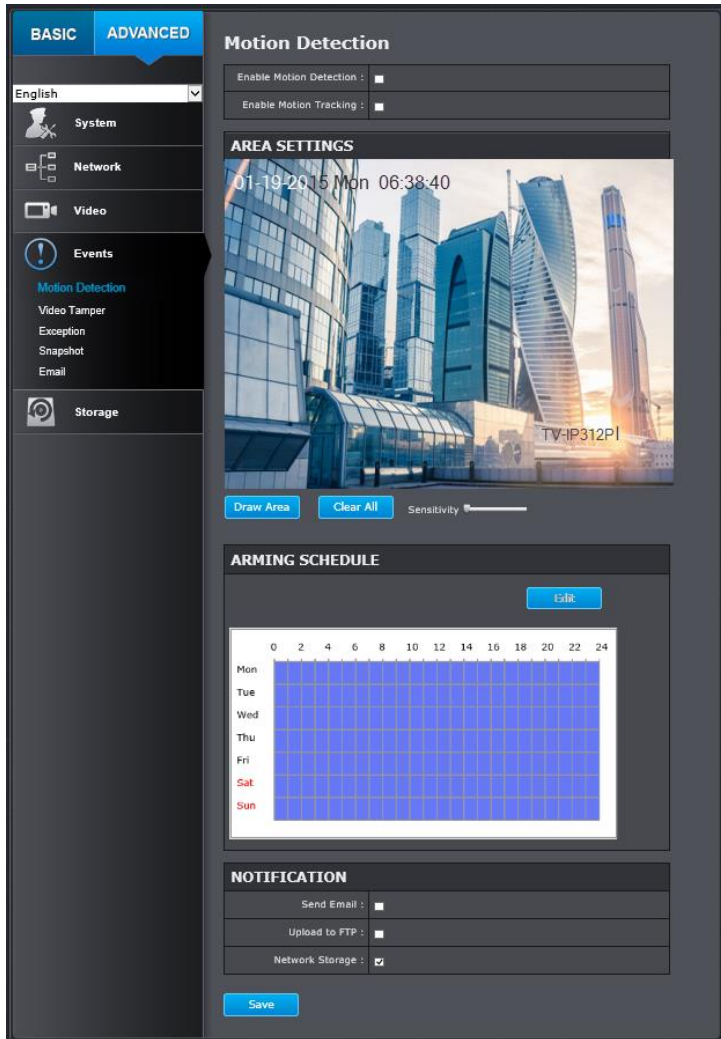 BASIC ADVANCED
English
System
Network
Video
Events
Motion Detection
Video Tamper
Exception
Snapshot
Email
Storage
Motion Detection
Enable Motion Detection :
Enable Motion Tracking :
AREA SETTINGS
01-19-2015 Mon 06:38:40
TV-IP312PI
Draw Area Clear All Sensitivity
ARMING SCHEDULE
Edit
0 2 4 6 8 10 12 14 16 18 20 22 24
Mon
Tue
Wed
Thu
Fri
Sat
Sun
NOTIFICATION
Send Email :
Upload to FTP :
Network Storage :
Save